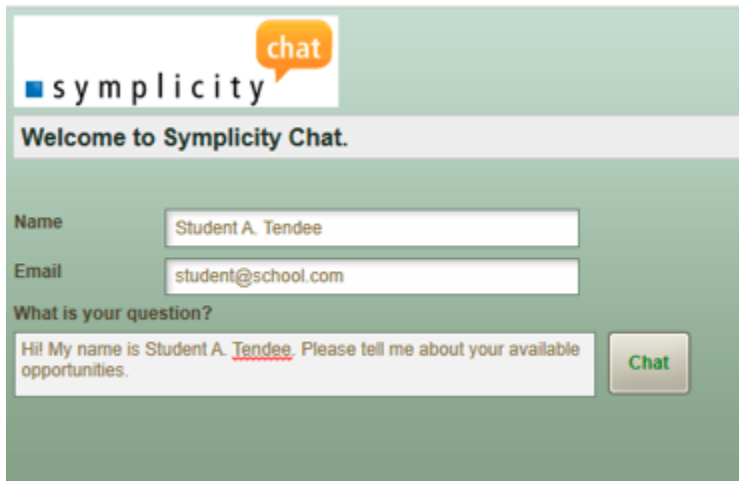 chat
symplicity
Welcome to Symplicity Chat.
Name
Student A. Tendee
Email
student@school.com
What is your question?
Hi! My name is Student A. Tendee. Please tell me about your available
opportunities.
Chat